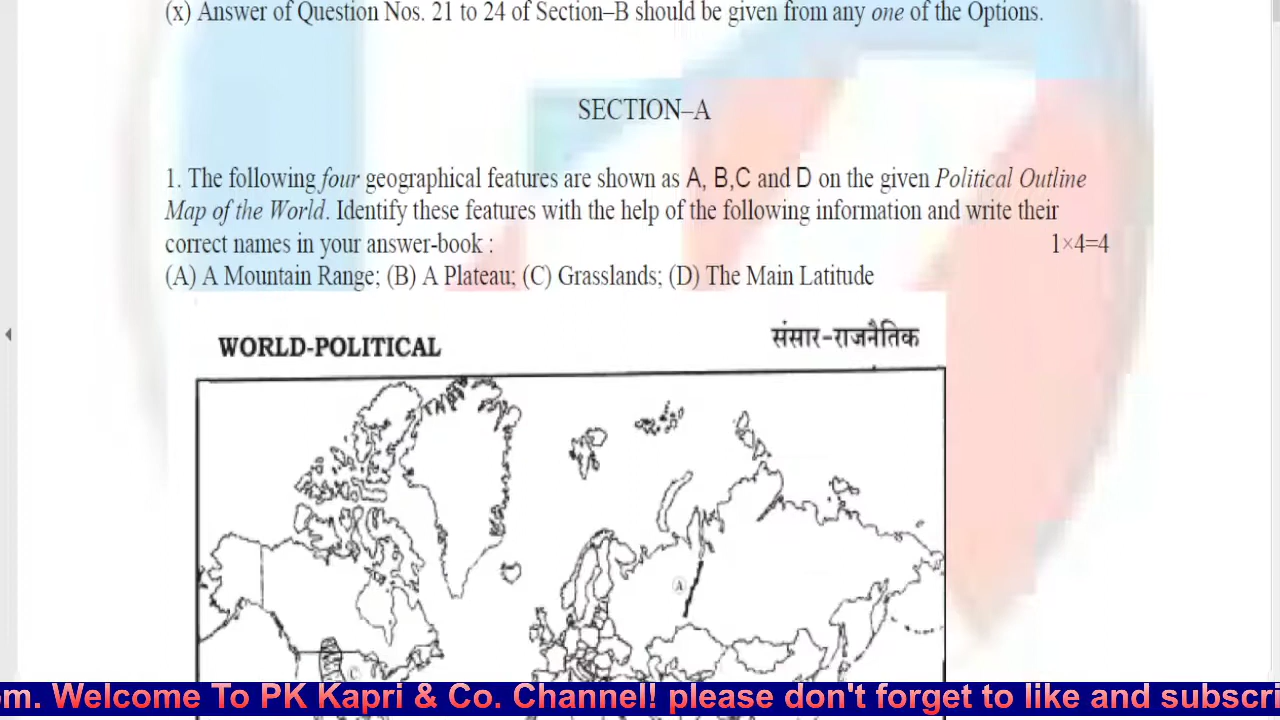 (x) Answer of Question Nos. 21 to 24 of Section–B should be given from any one of the Options.
SECTION–A
1. The following four geographical features are shown as A, B,C and D on the given Political Outline
Map of the World. Identify these features with the help of the following information and write their
correct names in your answer-book : 1×4=4
(A) A Mountain Range; (B) A Plateau; (C) Grasslands; (D) The Main Latitude
WORLD-POLITICAL
संसार-राजनैतिक
A
C
om. Welcome To PK Kapri & Co. Channel! please don't forget to like and subscri